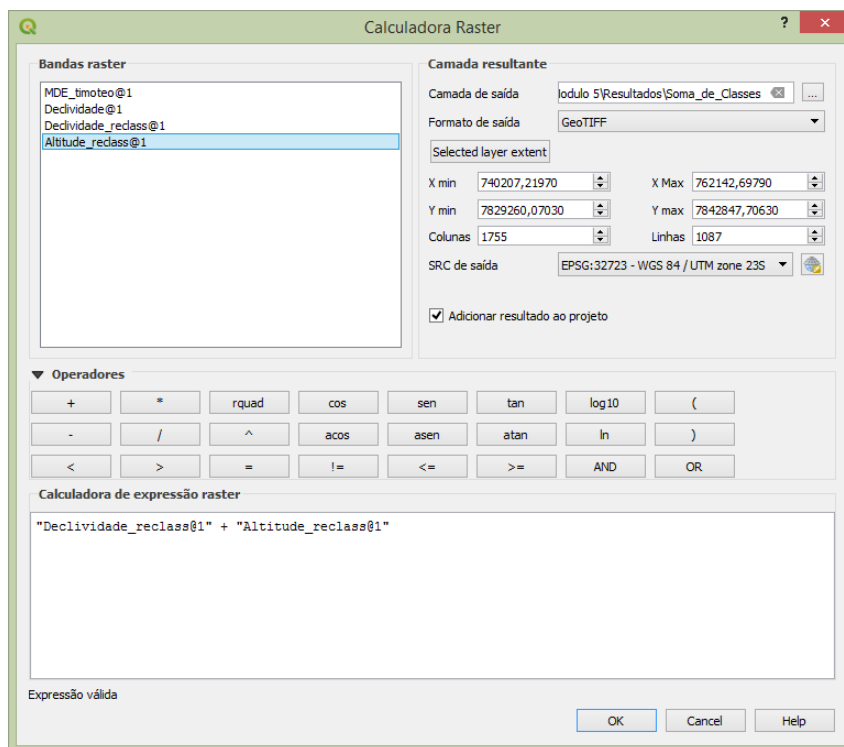 Calculadora Raster
?
×
Bandas raster
MDE_timoteo@1
Declividade@1
Declividade_reclass@1
Altitude_reclass@1
Camada resultante
Camada de saída lodulo 5\Resultados\Soma_de_Classes ...
Formato de saída GeoTIFF
Selected layer extent
X min 740207,21970 X Max 762142,69790
Y min 7829260,07030 Y max 7842847,70630
Colunas 1755 Linhas 1087
SRC de saída EPSG:32723 - WGS 84 / UTM zone 23S
Adicionar resultado ao projeto
Operadores
+ * rquad cos sen tan log10 (
- / ^ acos asen atan ln )
< > = != <= >= AND OR
Calculadora de expressão raster
"Declividade_reclass@1" + "Altitude_reclass@1"
Expressão válida
OK Cancel Help